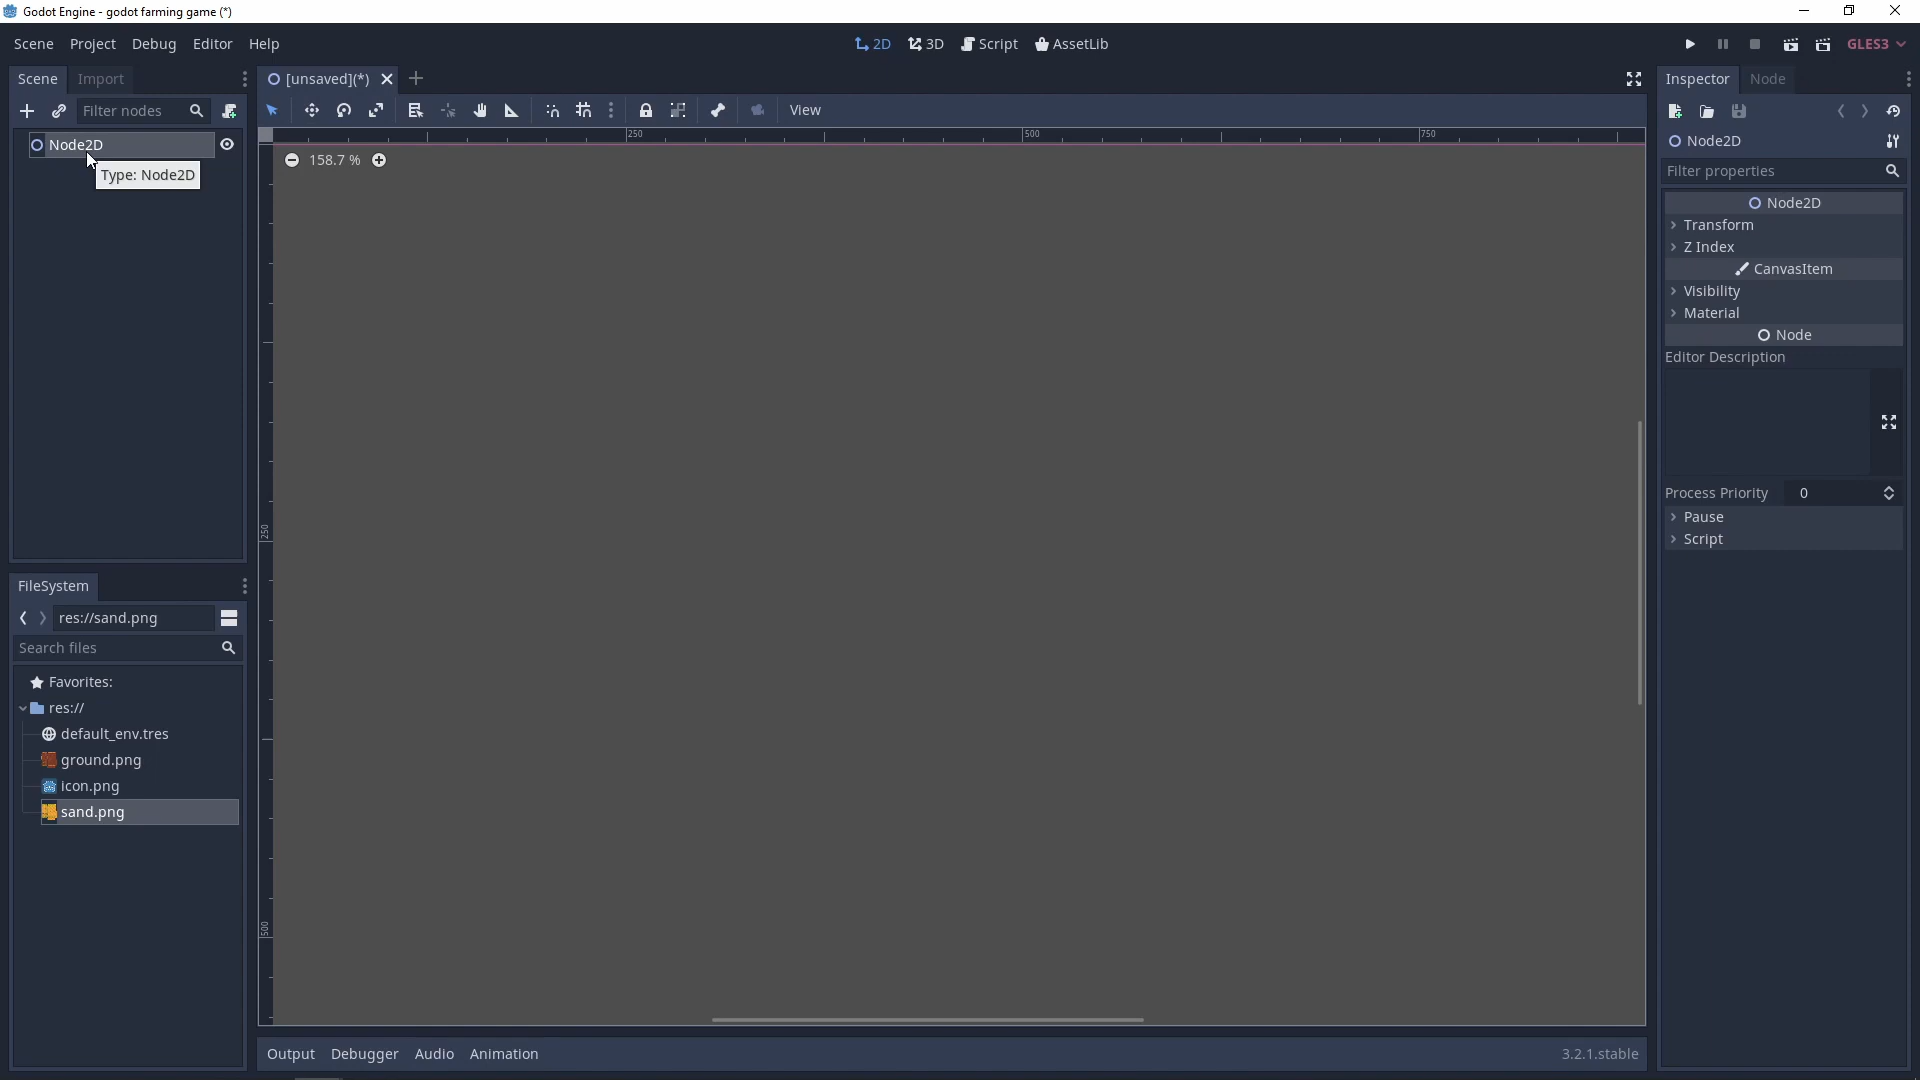 Godot Engine - godot farming game (*)
Scene Project Debug Editor Help
2D 3D Script AssetLib
GLES3
Scene Import
[unsaved](*)
Inspector Node
Filter nodes
View
Node2D
Type: Node2D
250 500 750
158.7 %
250
500
Node2D
Filter properties
Node2D
Transform
Z Index
CanvasItem
Visibility
Material
Node
Editor Description
Process Priority 0
Pause
Script
FileSystem
res://sand.png
Search files
Favorites:
res://
default_env.tres
ground.png
icon.png
sand.png
Output Debugger Audio Animation
3.2.1.stable